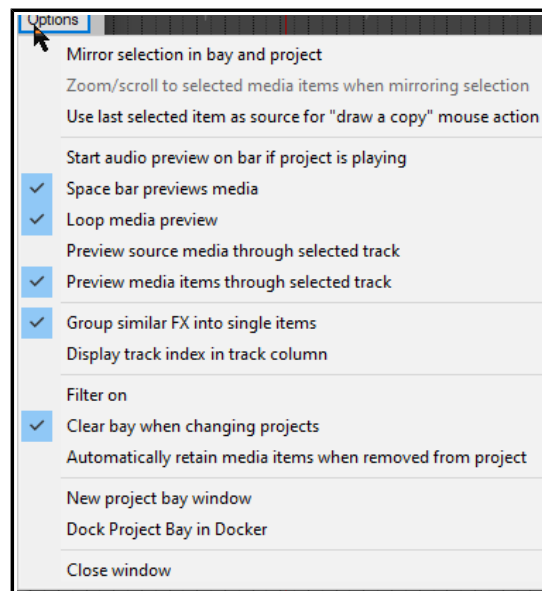 Options
Mirror selection in bay and project
Zoom/scroll to selected media items when mirroring selection
Use last selected item as source for "draw a copy" mouse action
Start audio preview on bar if project is playing
Space bar previews media
Loop media preview
Preview source media through selected track
Preview media items through selected track
Group similar FX into single items
Display track index in track column
Filter on
Clear bay when changing projects
Automatically retain media items when removed from project
New project bay window
Dock Project Bay in Docker
Close window